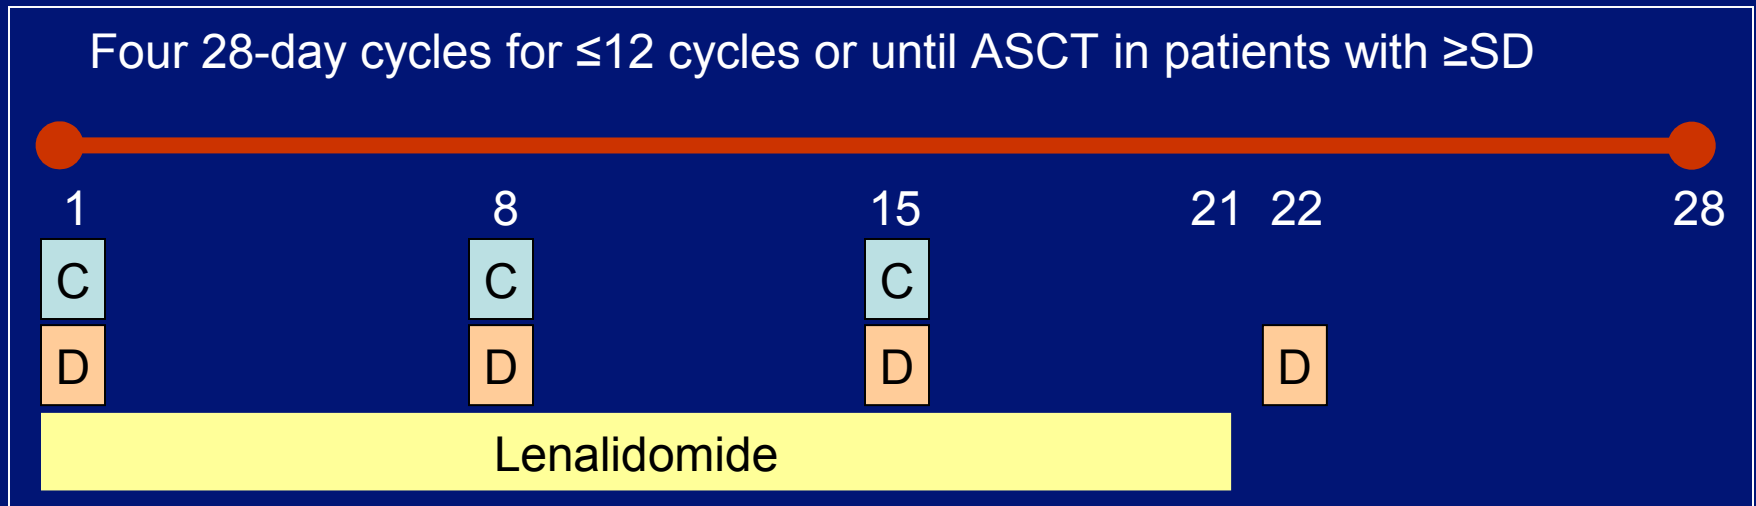 Four 28-day cycles for ≤12 cycles or until ASCT in patients with ≥SD
1 8 15 21 22 28
C C C
D D D D
Lenalidomide